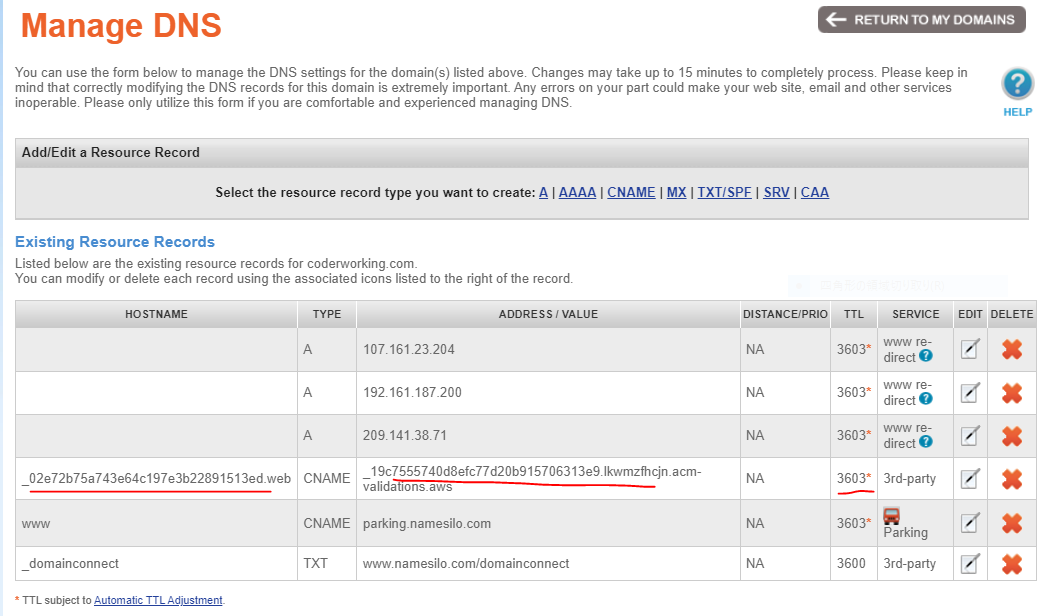 Manage DNS
RETURN TO MY DOMAINS
You can use the form below to manage the DNS settings for the domain(s) listed above. Changes may take up to 15 minutes to completely process. Please keep in
mind that correctly modifying the DNS records for this domain is extremely important. Any errors on your part could make your web site, email and other services
inoperable. Please only utilize this form if you are comfortable and experienced managing DNS.
?
HELP
Add/Edit a Resource Record
Select the resource record type you want to create: A | AAAA | CNAME | MX | TXT/SPF | SRV | CAA
Existing Resource Records
Listed below are the existing resource records for coderworking.com.
You can modify or delete each record using the associated icons listed to the right of the record.
HOSTNAME TYPE ADDRESS / VALUE DISTANCE/PRIO TTL SERVICE EDIT DELETE
A 107.161.23.204 NA 3603* www re-
direct ?
A 192.161.187.200 NA 3603* www re-
direct ?
A 209.141.38.71 NA 3603* www re-
direct ?
_02e72b75a743e64c197e3b22891513ed.web CNAME _19c7555740d8efc77d20b915706313e9.lkwmzfhcjn.acm-
validations.aws NA 3603* 3rd-party
www CNAME parking.namesilo.com NA 3603* Parking
_domainconnect TXT www.namesilo.com/domainconnect NA 3600 3rd-party
* TTL subject to Automatic TTL Adjustment.